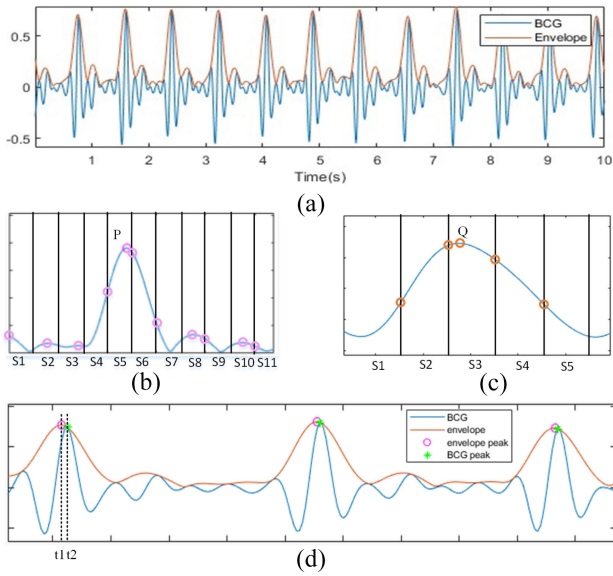 BCG
Envelope
0.5
0
-0.5
1 2 3 4 5 6 7 8 9 10
Time(s)
(a)
P
S1 S2 S3 S4 S5 S6 S7 S8 S9 S10 S11
(b)
Q
S1 S2 S3 S4 S5
(c)
BCG
envelope
envelope peak
BCG peak
t1 t2
(d)